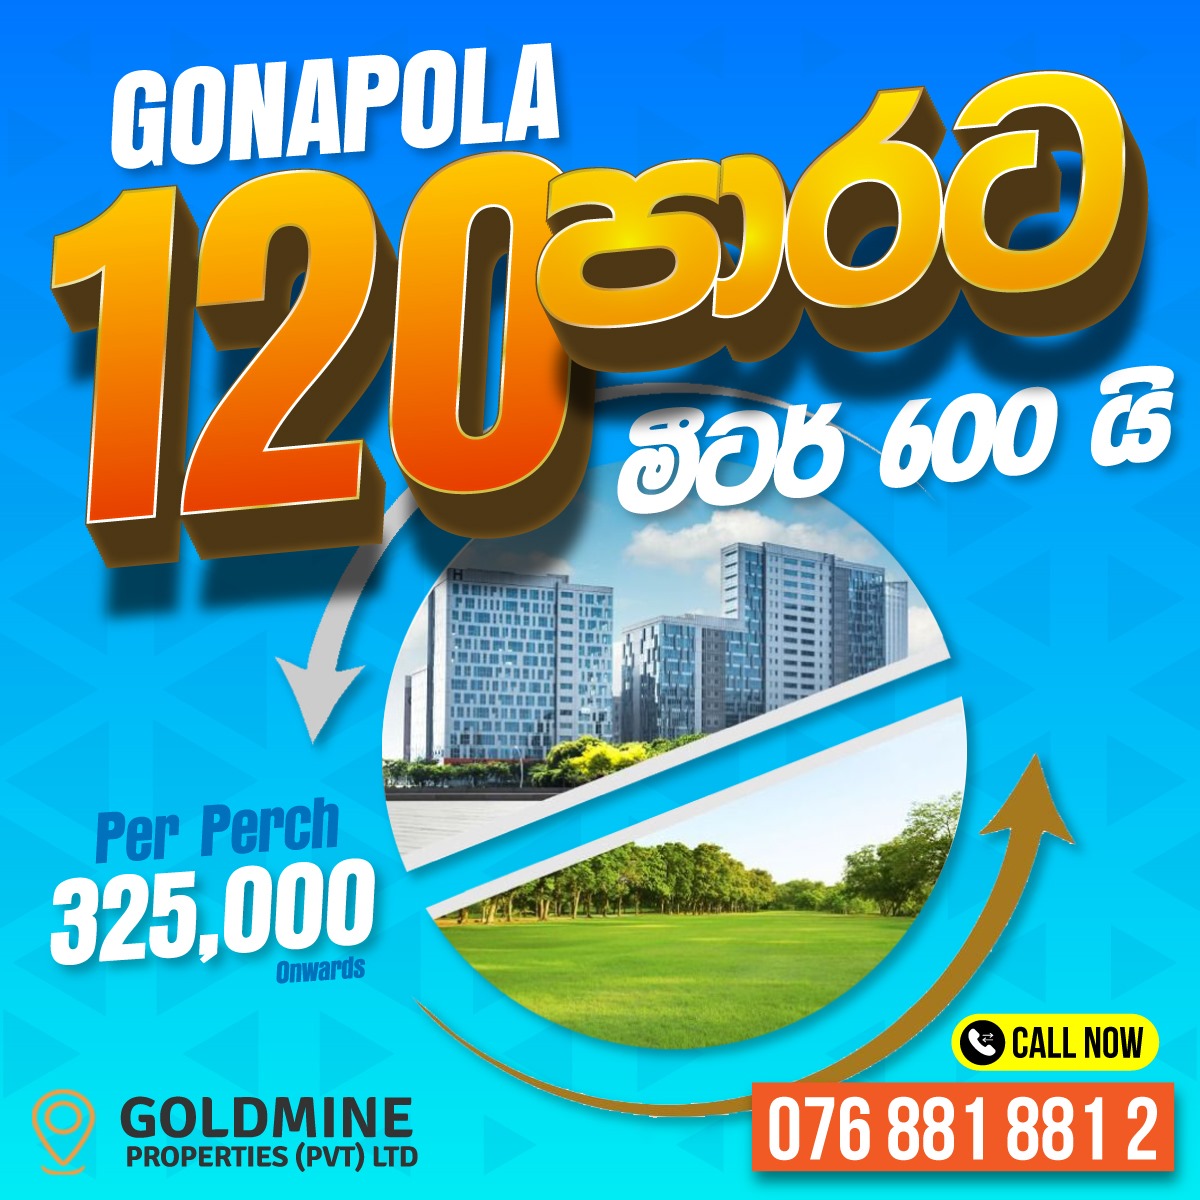 GONAPOLA
120 පාරට
මීටර් 600 යි
H
Per Perch
325,000
Onwards
CALL NOW
076 881 881 2
GOLDMINE
PROPERTIES (PVT) LTD